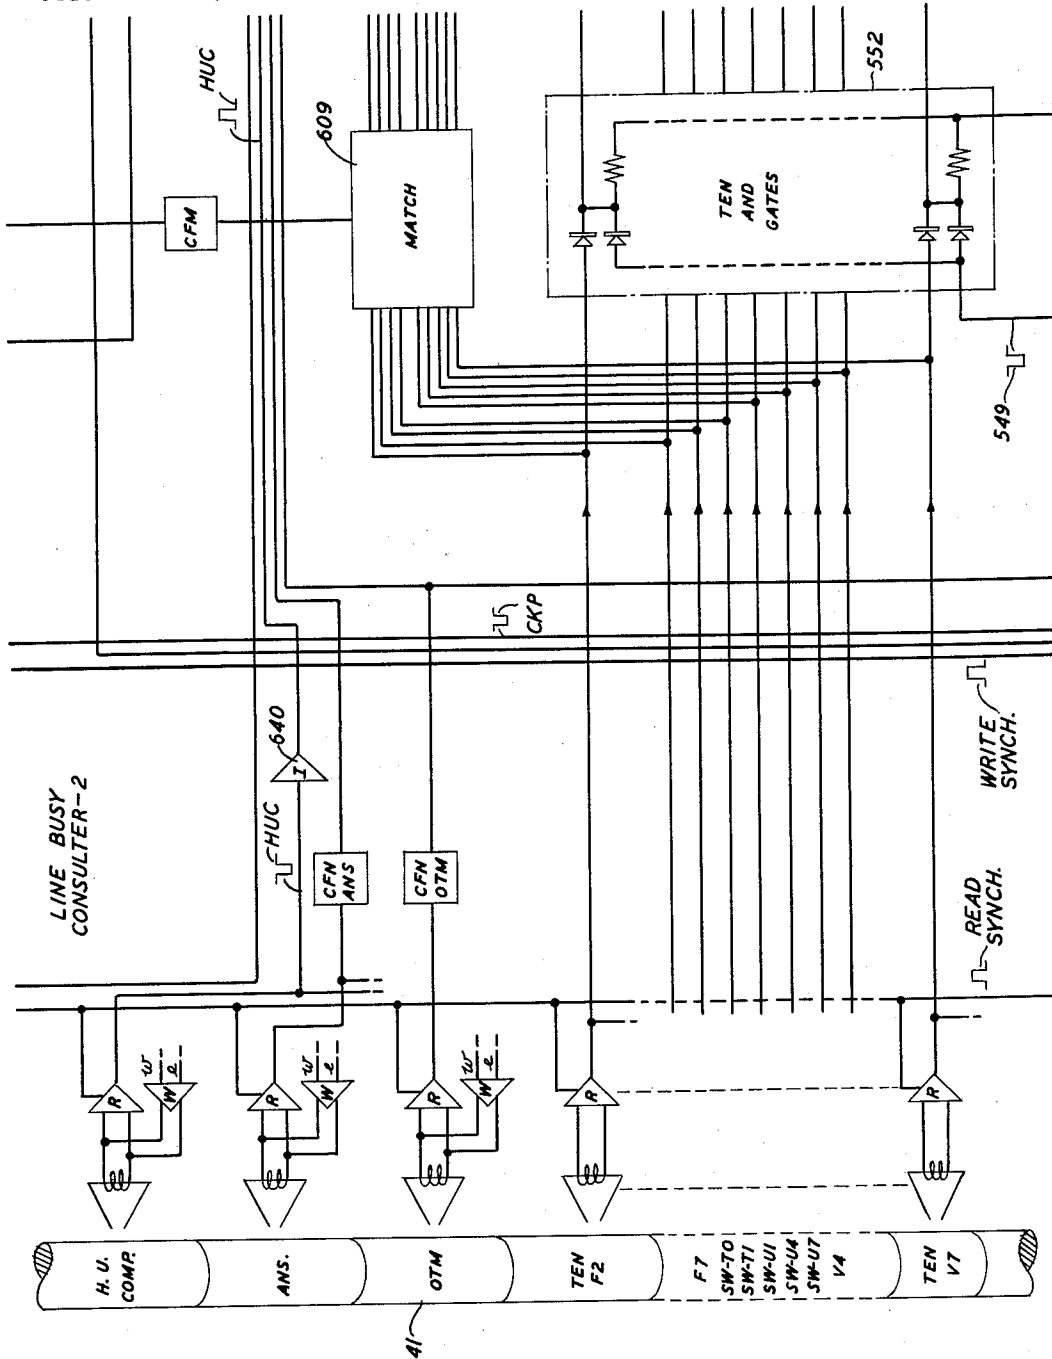 LINE BUSY
CONSULTER-2
H. U.
COMP.
R
W
w
e
CFM
HUC
ANS.
R
W
w
e
HUC
I
640
CFN
ANS
609
MATCH
41
OTM
R
W
w
e
CFN
OTM
CKP
TEN
F2
R
F7
SW-T0
SW-T1
SW-U1
SW-U4
SW-U7
V4
TEN
AND
GATES
552
TEN
V7
R
READ
SYNCH.
WRITE
SYNCH.
549